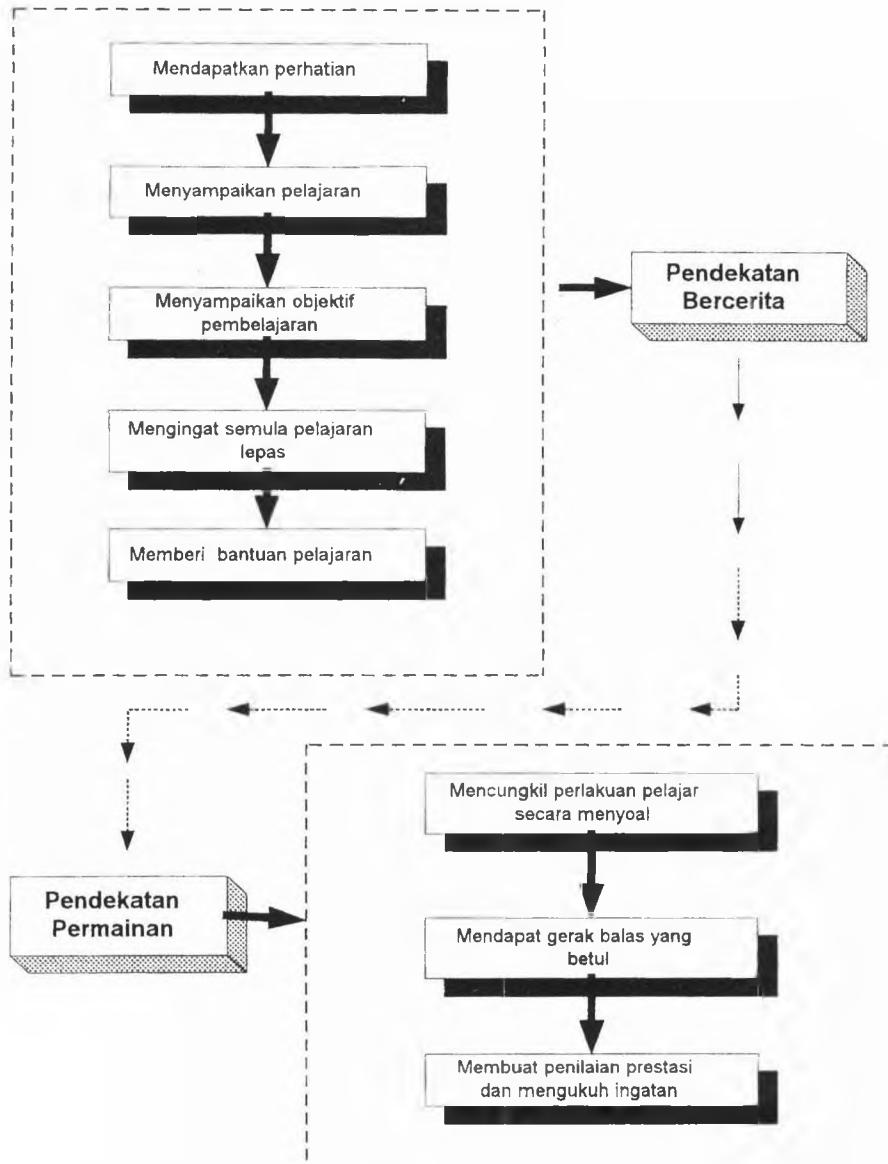 Mendapatkan perhatian
Menyampaikan pelajaran
Menyampaikan objektif
pembelajaran
Mengingat semula pelajaran
lepas
Memberi bantuan pelajaran
Pendekatan
Bercerita
Pendekatan
Permainan
Mencungkil perlakuan pelajar
secara menyoal
Mendapat gerak balas yang
betul
Membuat penilaian prestasi
dan mengukuh ingatan